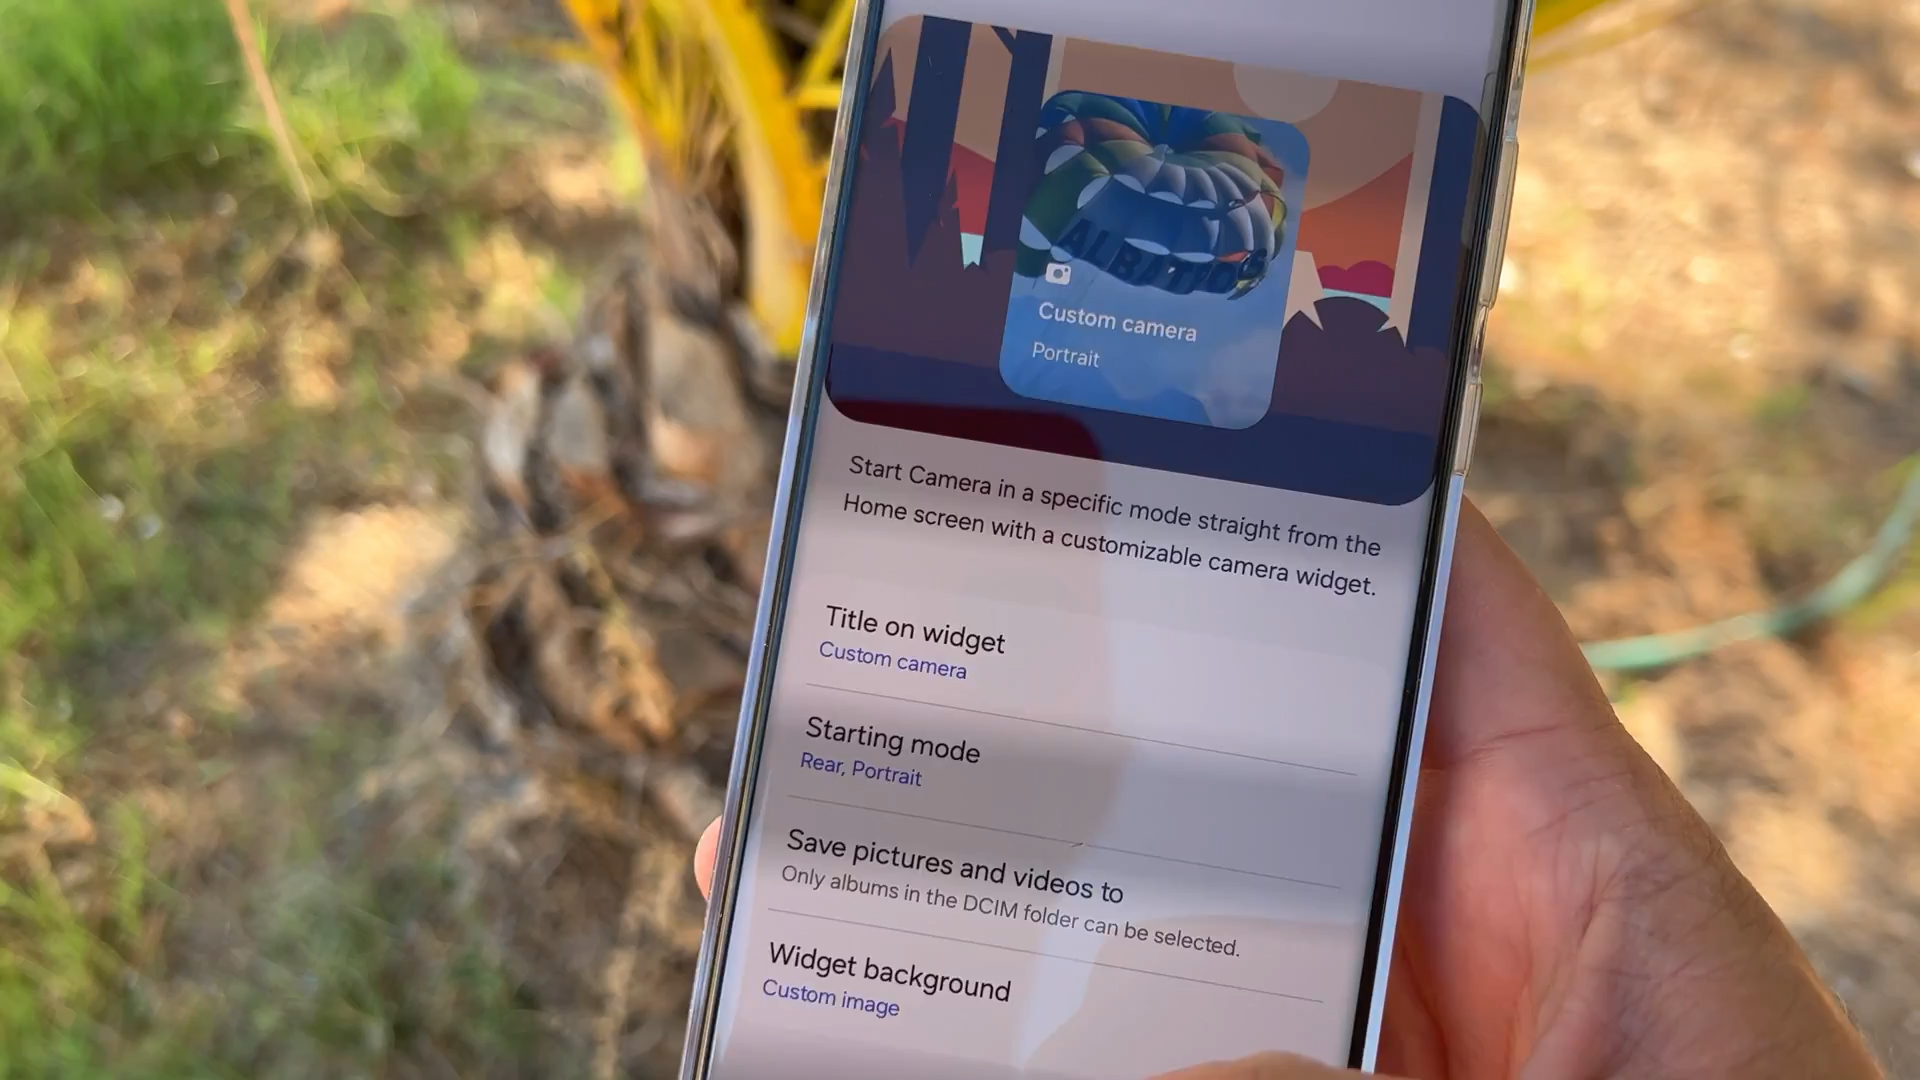 ALBATROS
Custom camera
Portrait
Start Camera in a specific mode straight from the
Home screen with a customizable camera widget.
Title on widget
Custom camera
Starting mode
Rear, Portrait
Save pictures and videos to
Only albums in the DCIM folder can be selected.
Widget background
Custom image